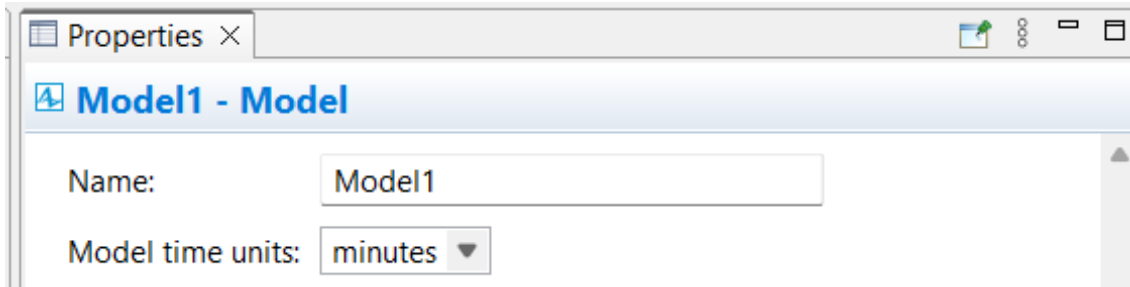 Properties
Model1 - Model
Name: Model1
Model time units: minutes